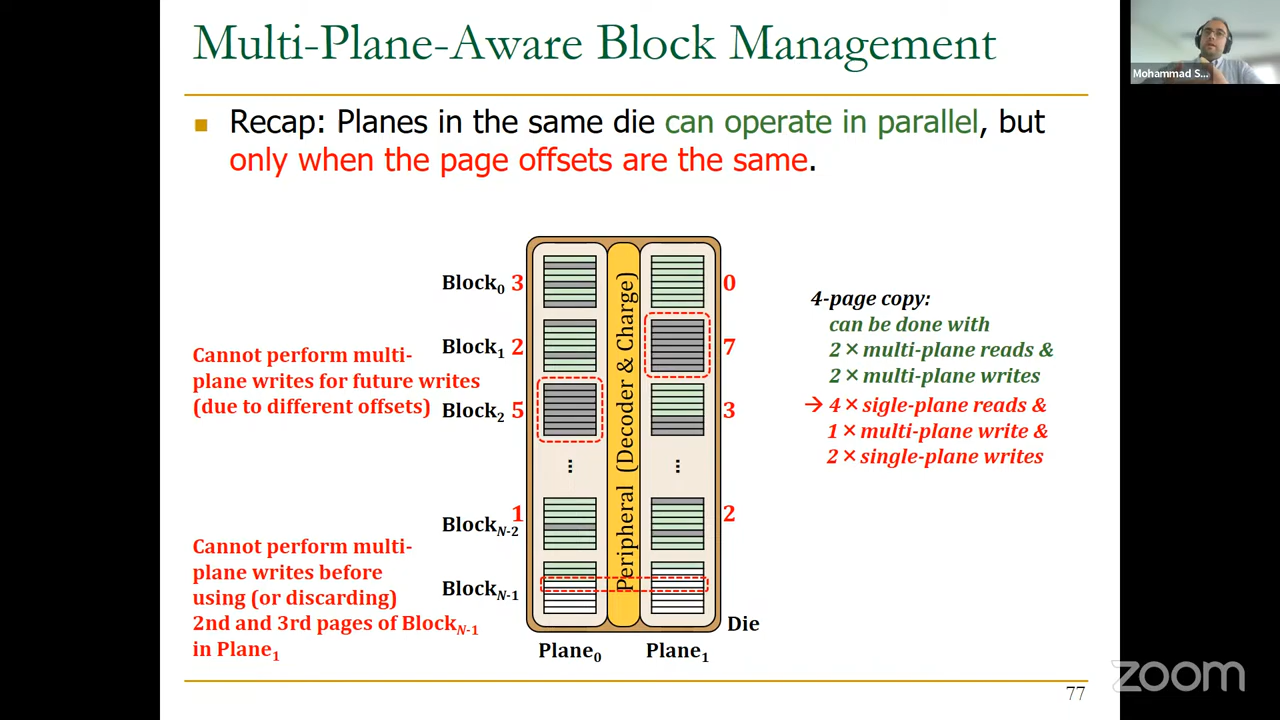 Multi-Plane-Aware Block Management
Mohammad S...
Recap: Planes in the same die can operate in parallel, but
only when the page offsets are the same.
Block0 3
0
4-page copy:
can be done with
2 × multi-plane reads &
2 × multi-plane writes
→ 4 × sigle-plane reads &
1 × multi-plane write &
2 × single-plane writes
Block1 2
7
Cannot perform multi-
plane writes for future writes
(due to different offsets)
Block2 5
3
Peripheral (Decoder & Charge)
...
...
BlockN-2 1
2
Cannot perform multi-
plane writes before
using (or discarding)
2nd and 3rd pages of BlockN-1
in Plane1
BlockN-1
Die
Plane0
Plane1
zoom
77